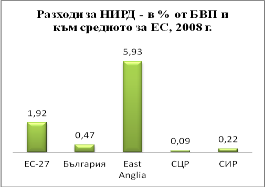 Разходи за НИРД - в % от БВП и
към средното за ЕС, 2008 г.
5,93
1,92
0,47
0,09
0,22
ЕС-27
България
East
Anglia
СЦР
СИР